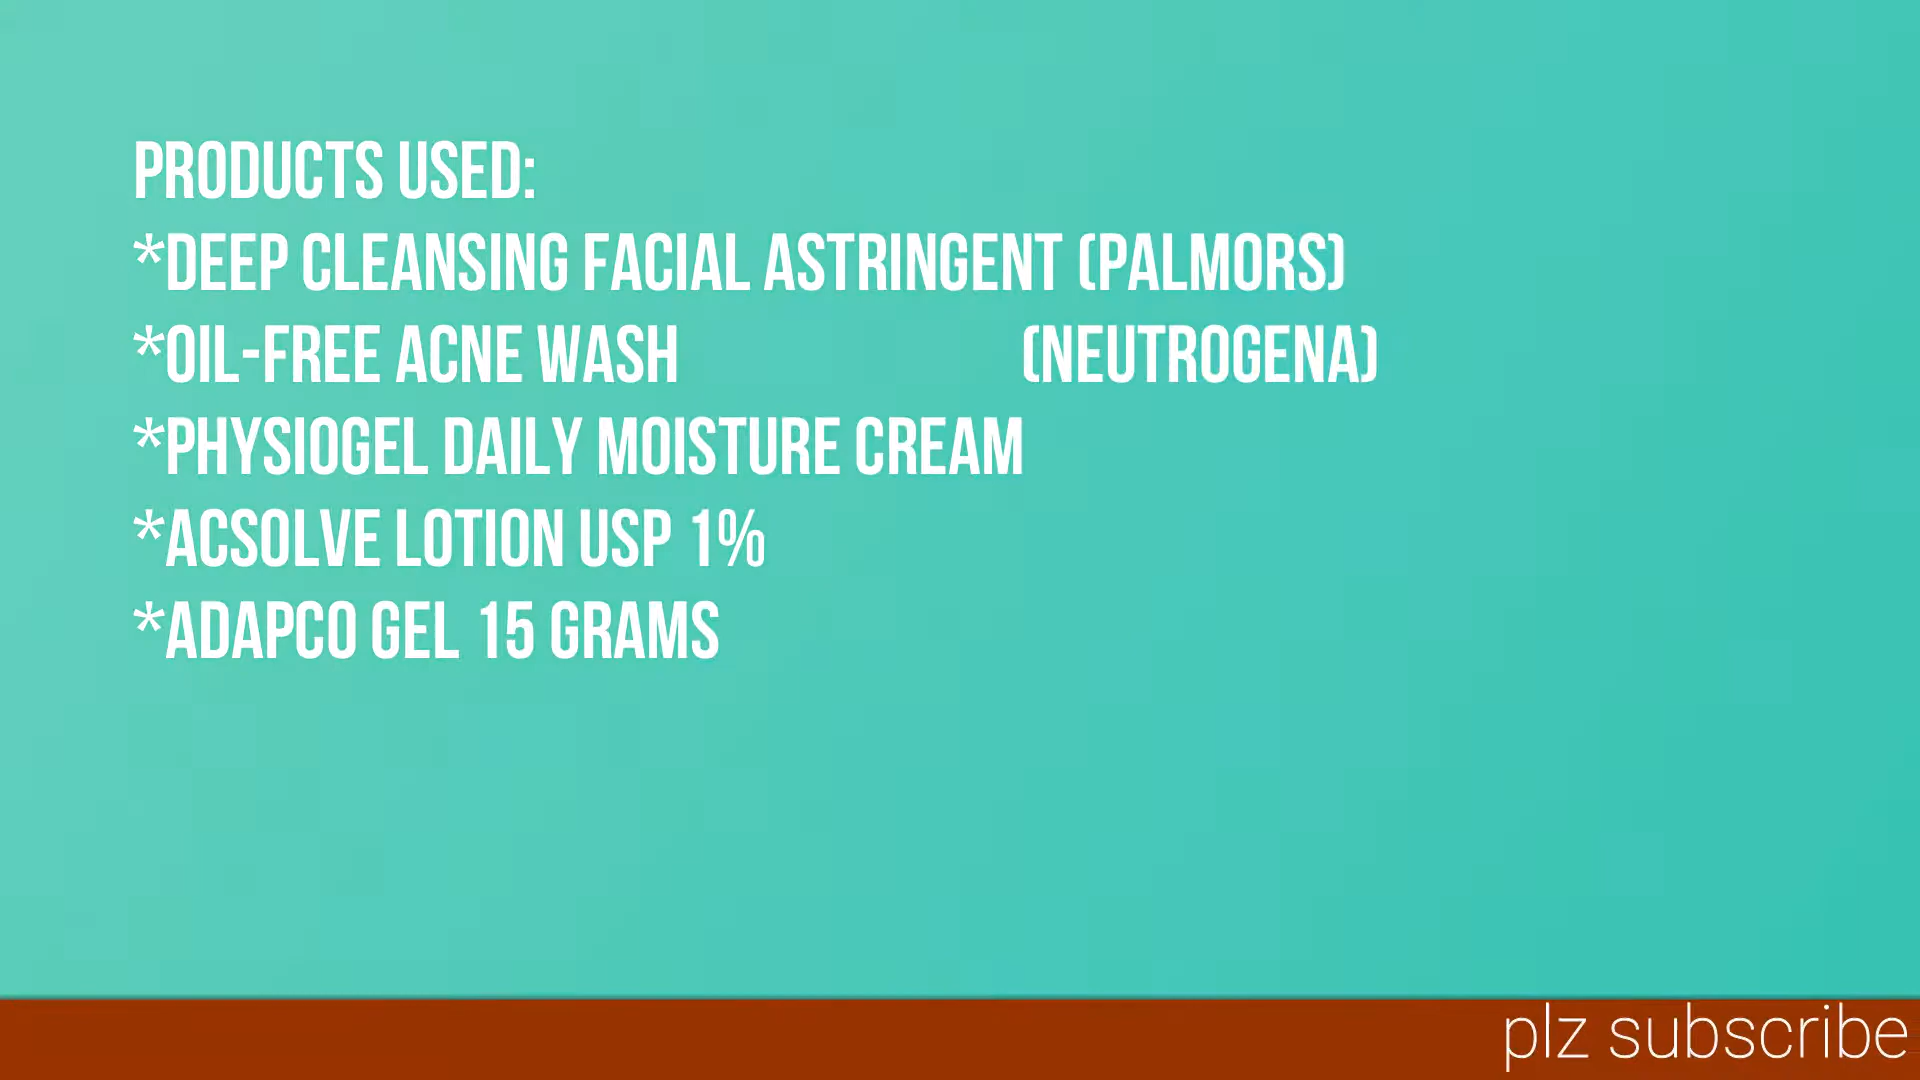 PRODUCTS USED:
*DEEP CLEANSING FACIAL ASTRINGENT (PALMORS)
*OIL-FREE ACNE WASH (NEUTROGENA)
*PHYSIOGEL DAILY MOISTURE CREAM
*ACSOLVE LOTION USP 1%
*ADAPCO GEL 15 GRAMS
plz subscribe